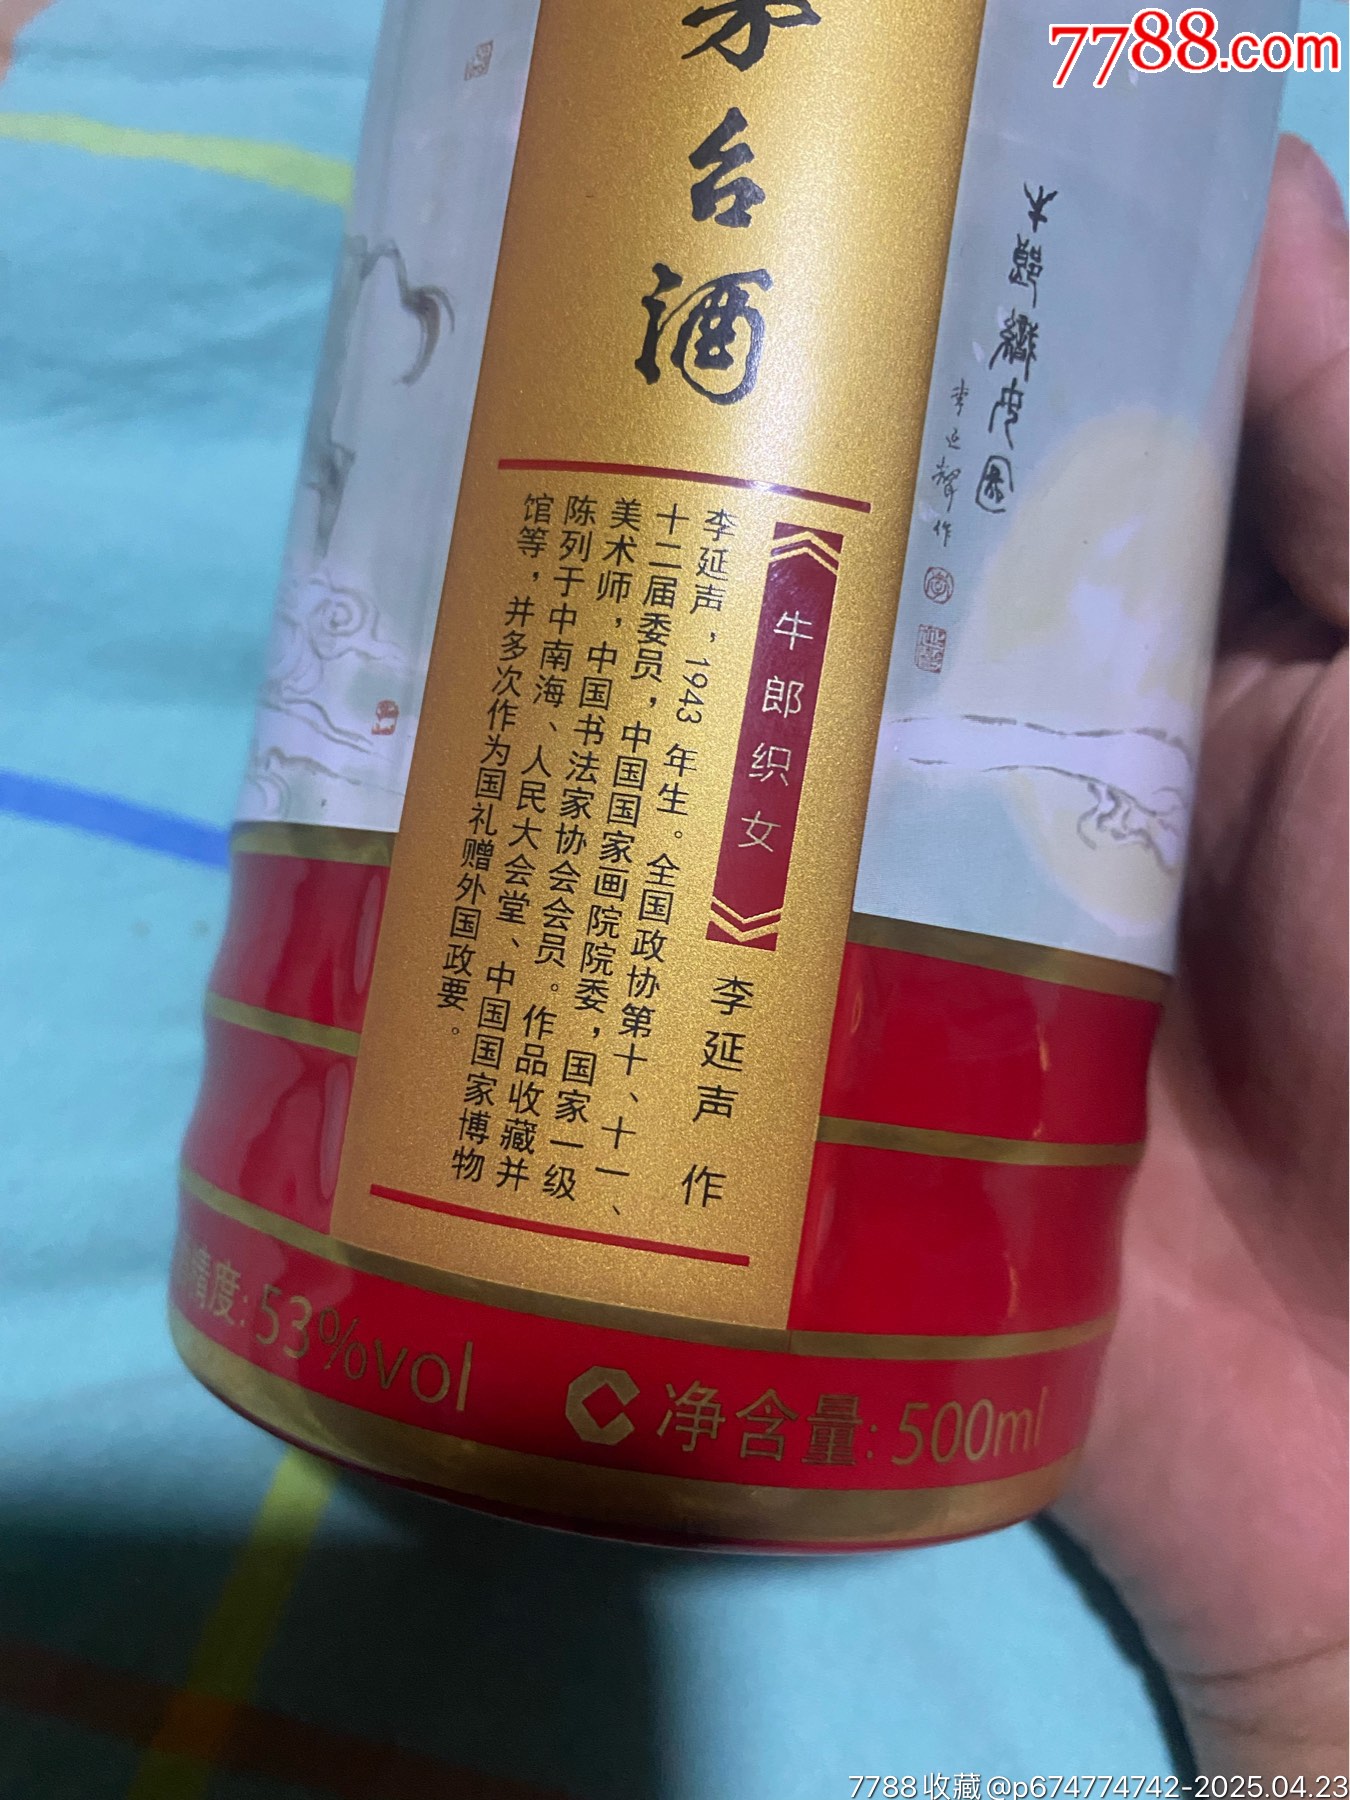 7788.com
茅台酒
牛郎织女图
李延声作
《牛郎织女》 李延声 作
李延声，1943 年生。全国政协第十、十一、
十二届委员，中国国家画院院委，国家一级
美术师，中国书法家协会会员。作品收藏并
陈列于中南海、人民大会堂、中国国家博物
馆等，并多次作为国礼赠外国政要。
精度:53%vol
C 净含量:500ml
7788收藏@p674774742-2025.04.23